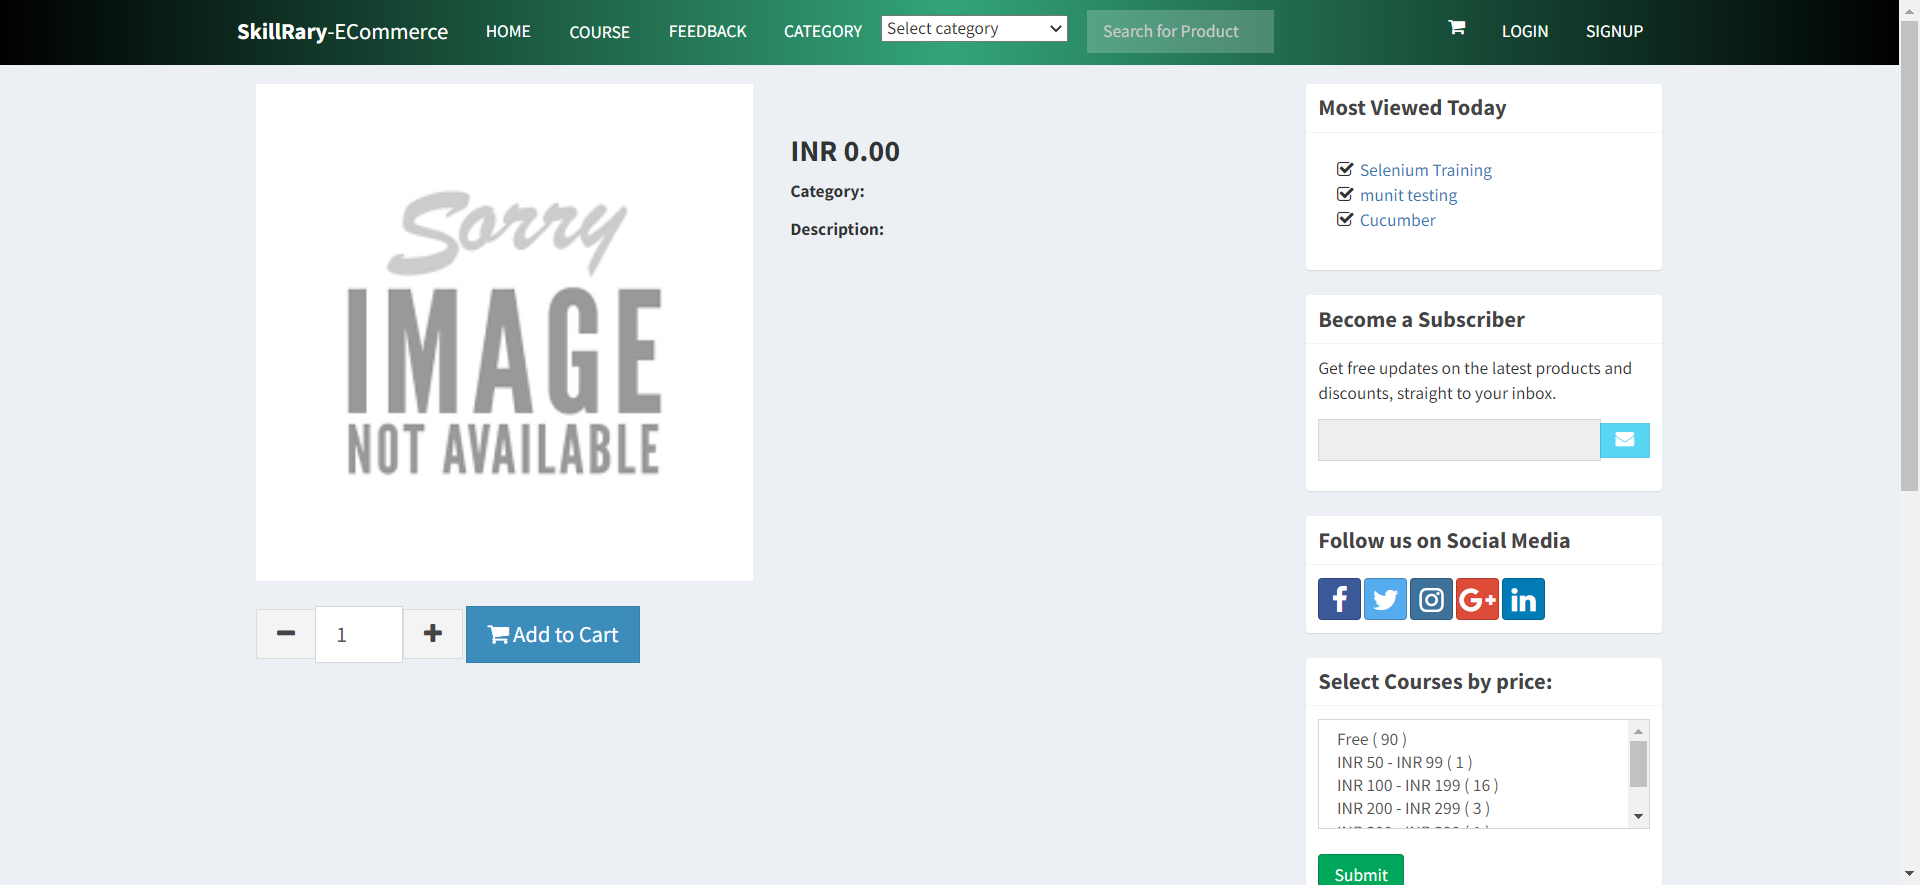 SkillRary-ECommerce HOME COURSE FEEDBACK CATEGORY Select category Search for Product LOGIN SIGNUP
Sorry
IMAGE
NOT AVAILABLE
1 Add to Cart
INR 0.00
Category:
Description:
Most Viewed Today
Selenium Training
munit testing
Cucumber
Become a Subscriber
Get free updates on the latest products and
discounts, straight to your inbox.
Follow us on Social Media
Select Courses by price:
Free ( 90 )
INR 50 - INR 99 ( 1 )
INR 100 - INR 199 ( 16 )
INR 200 - INR 299 ( 3 )
Submit